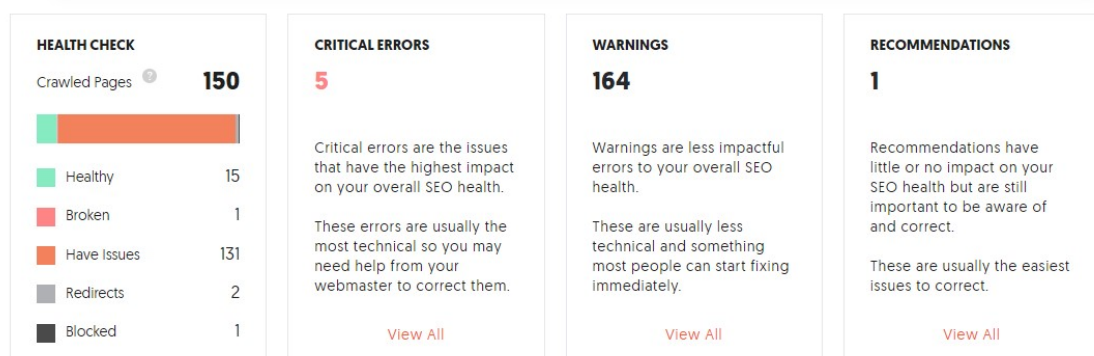 HEALTH CHECK
Crawled Pages ? 150
Healthy 15
Broken 1
Have Issues 131
Redirects 2
Blocked 1
CRITICAL ERRORS
5
Critical errors are the issues
that have the highest impact
on your overall SEO health.
These errors are usually the
most technical so you may
need help from your
webmaster to correct them.
View All
WARNINGS
164
Warnings are less impactful
errors to your overall SEO
health.
These are usually less
technical and something
most people can start fixing
immediately.
View All
RECOMMENDATIONS
1
Recommendations have
little or no impact on your
SEO health but are still
important to be aware of
and correct.
These are usually the easiest
issues to correct.
View All